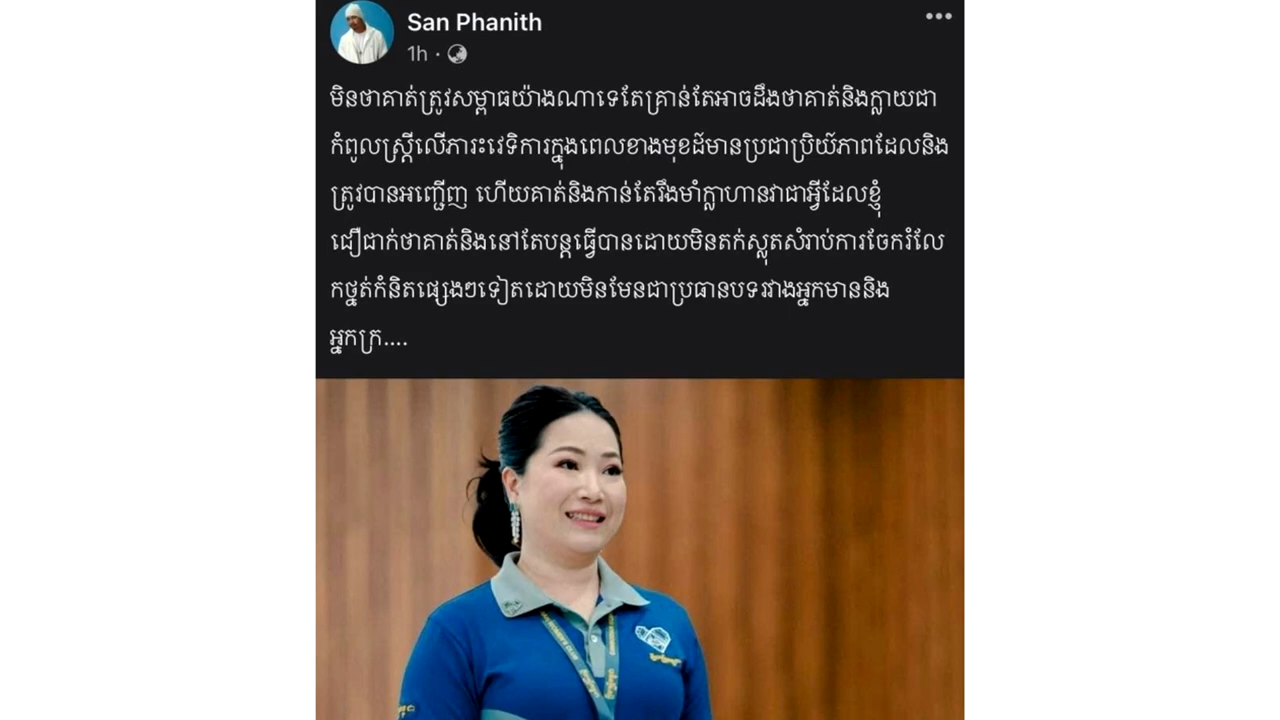 San Phanith
1h ·
មិនថាគាត់ត្រូវសម្ពាធយ៉ាងណាទេតែគ្រាន់តែអាចដឹងថាគាត់និងក្លាយជា
កំពូលស្ត្រីលើភារះវេទិការក្នុងពេលខាងមុខដ៍មានប្រជាប្រិយ៍ភាពដែលនិង
ត្រូវបានអញ្ជើញ ហើយគាត់និងកាន់តែរឹងមាំក្លាហានវាជាអ្វីដែលខ្ញុំ
ជឿជាក់ថាគាត់និងនៅតែបន្តធ្វើបានដោយមិនតក់ស្លុតសំរាប់ការចែករំលែ
កថ្នត់គំនិតផ្សេងៗទៀតដោយមិនមែនជាប្រធានបទរវាងអ្នកមាននិង
អ្នកក្រ....